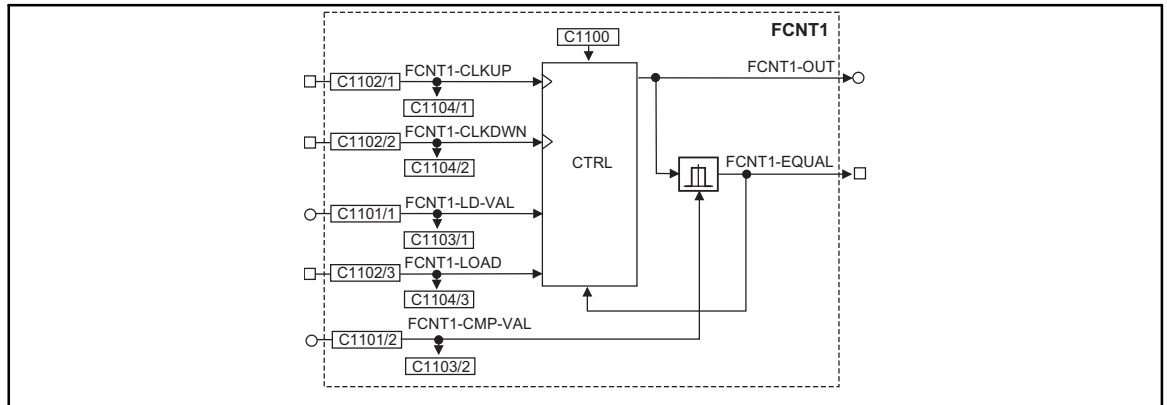 FCNT1
C1100
C1102/1 FCNT1-CLKUP
C1104/1
FCNT1-OUT
C1102/2 FCNT1-CLKDWN
C1104/2
CTRL
FCNT1-EQUAL
C1101/1 FCNT1-LD-VAL
C1103/1
C1102/3 FCNT1-LOAD
C1104/3
C1101/2 FCNT1-CMP-VAL
C1103/2